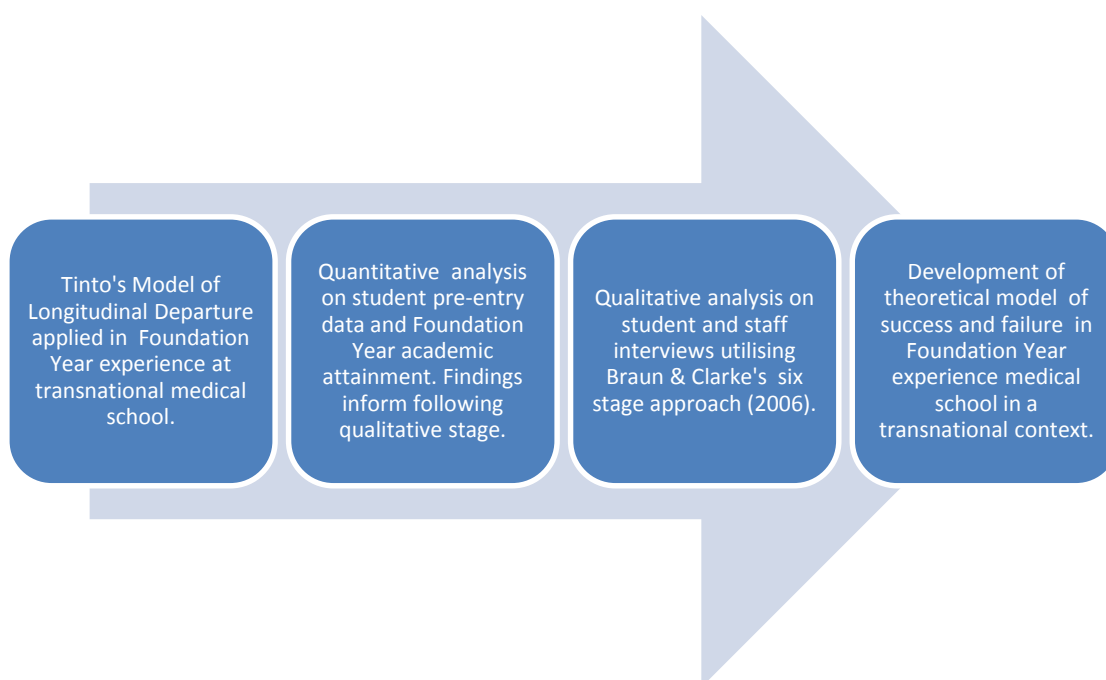 Tinto's Model of
Longitudinal Departure
applied in Foundation
Year experience at
transnational medical
school.
Quantitative analysis
on student pre-entry
data and Foundation
Year academic
attainment. Findings
inform following
qualitative stage.
Qualitative analysis on
student and staff
interviews utilising
Braun & Clarke's six
stage approach (2006).
Development of
theoretical model of
success and failure in
Foundation Year
experience medical
school in a
transnational context.